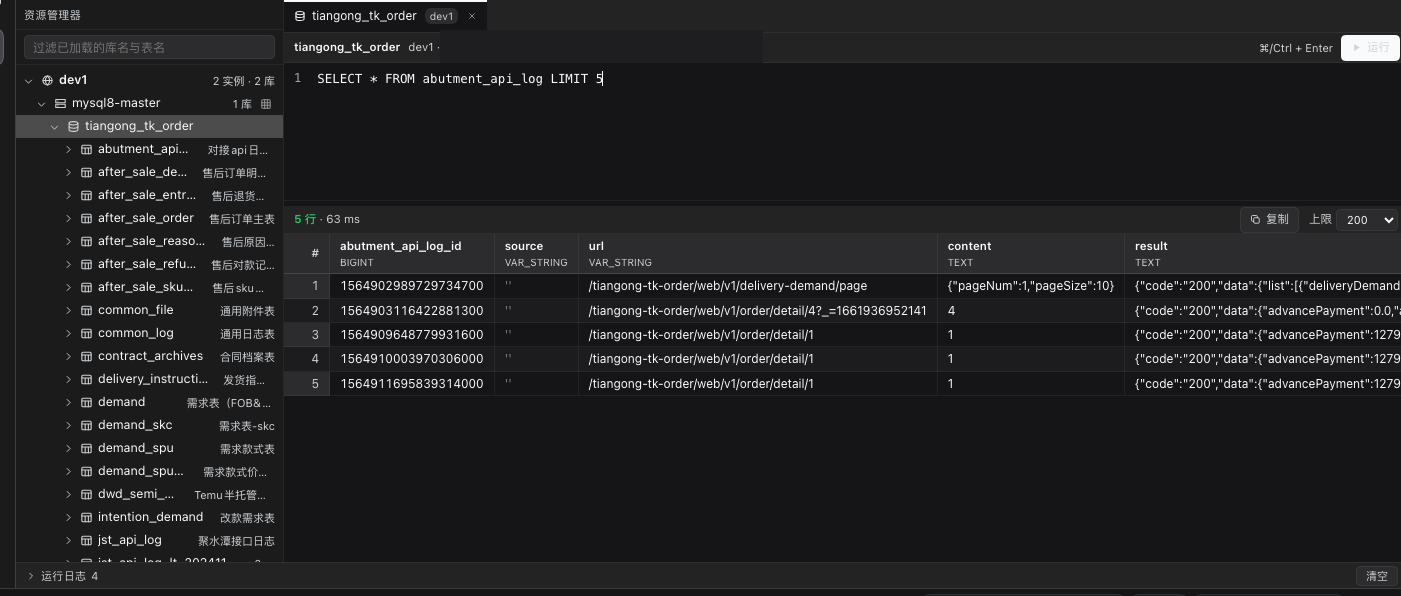 资源管理器
过滤已加载的库名与表名
dev1 2 实例 · 2 库
mysql8-master 1 库
tiangong_tk_order
abutment_api... 对接api日...
after_sale_de... 售后订单明...
after_sale_entr... 售后退货...
after_sale_order 售后订单主表
after_sale_reaso... 售后原因...
after_sale_refu... 售后对款记...
after_sale_sku... 售后sku...
common_file 通用附件表
common_log 通用日志表
contract_archives 合同档案表
delivery_instructi... 发货指...
demand 需求表（FOB&...
demand_skc 需求表-skc
demand_spu 需求款式表
demand_spu... 需求款式价...
dwd_semi_... Temu半托管...
intention_demand 改款需求表
jst_api_log 聚水潭接口日志
tiangong_tk_order dev1 ×
tiangong_tk_order dev1 ·
⌘/Ctrl + Enter 运行
1 SELECT * FROM abutment_api_log LIMIT 5
5 行 · 63 ms 复制 上限 200
# abutment_api_log_id source url content result
BIGINT VAR_STRING VAR_STRING TEXT TEXT
1 1564902989729734700 '' /tiangong-tk-order/web/v1/delivery-demand/page {"pageNum":1,"pageSize":10} {"code":"200","data":{"list":[{"deliveryDemand
2 1564903116422881300 '' /tiangong-tk-order/web/v1/order/detail/4?_=1661936952141 4 {"code":"200","data":{"advancePayment":0.0,"
3 1564909648779931600 '' /tiangong-tk-order/web/v1/order/detail/1 1 {"code":"200","data":{"advancePayment":1279
4 1564910003970306000 '' /tiangong-tk-order/web/v1/order/detail/1 1 {"code":"200","data":{"advancePayment":1279
5 1564911695839314000 '' /tiangong-tk-order/web/v1/order/detail/1 1 {"code":"200","data":{"advancePayment":1279
运行日志 4 清空